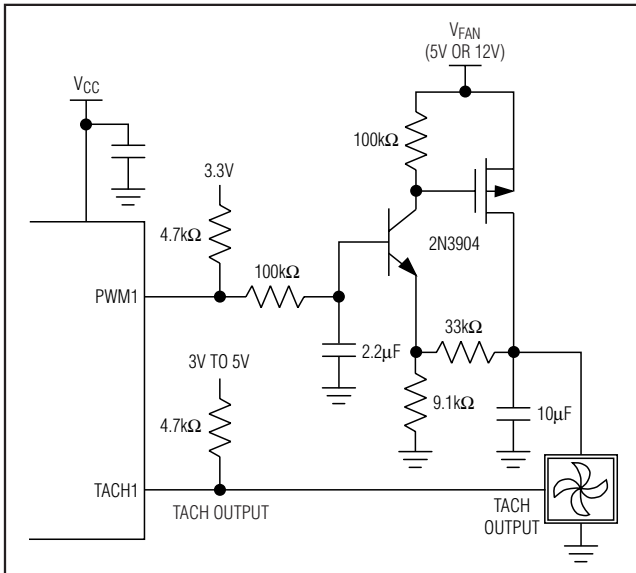 VFAN
(5V OR 12V)
VCC
100kΩ
3.3V
4.7kΩ
2N3904
100kΩ
PWM1
33kΩ
2.2µF
3V TO 5V
9.1kΩ
10µF
4.7kΩ
TACH1
TACH OUTPUT
TACH
OUTPUT